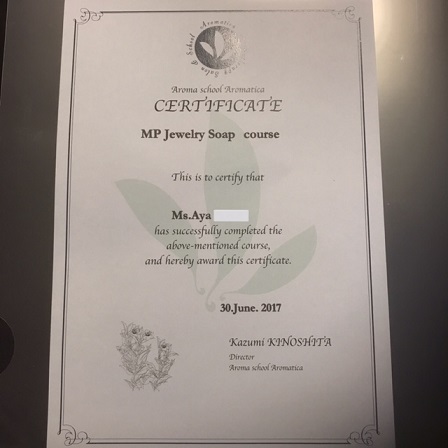 Aroma school Aromatica
CERTIFICATE
MP Jewelry Soap course
This is to certify that
Ms.Aya
has successfully completed the
above-mentioned course,
and hereby award this certificate.
30.June. 2017
Kazumi KINOSHITA
Director
Aroma school Aromatica